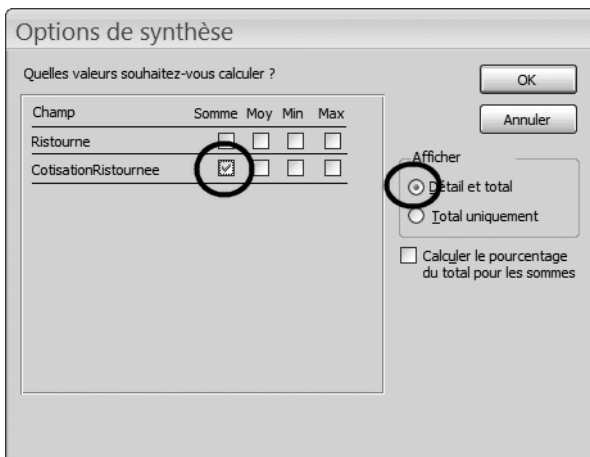 Options de synthèse
Quelles valeurs souhaitez-vous calculer ?
Champ Somme Moy Min Max
Ristourne
CotisationRistournee
OK
Annuler
Afficher
Détail et total
Total uniquement
Calculer le pourcentage
du total pour les sommes